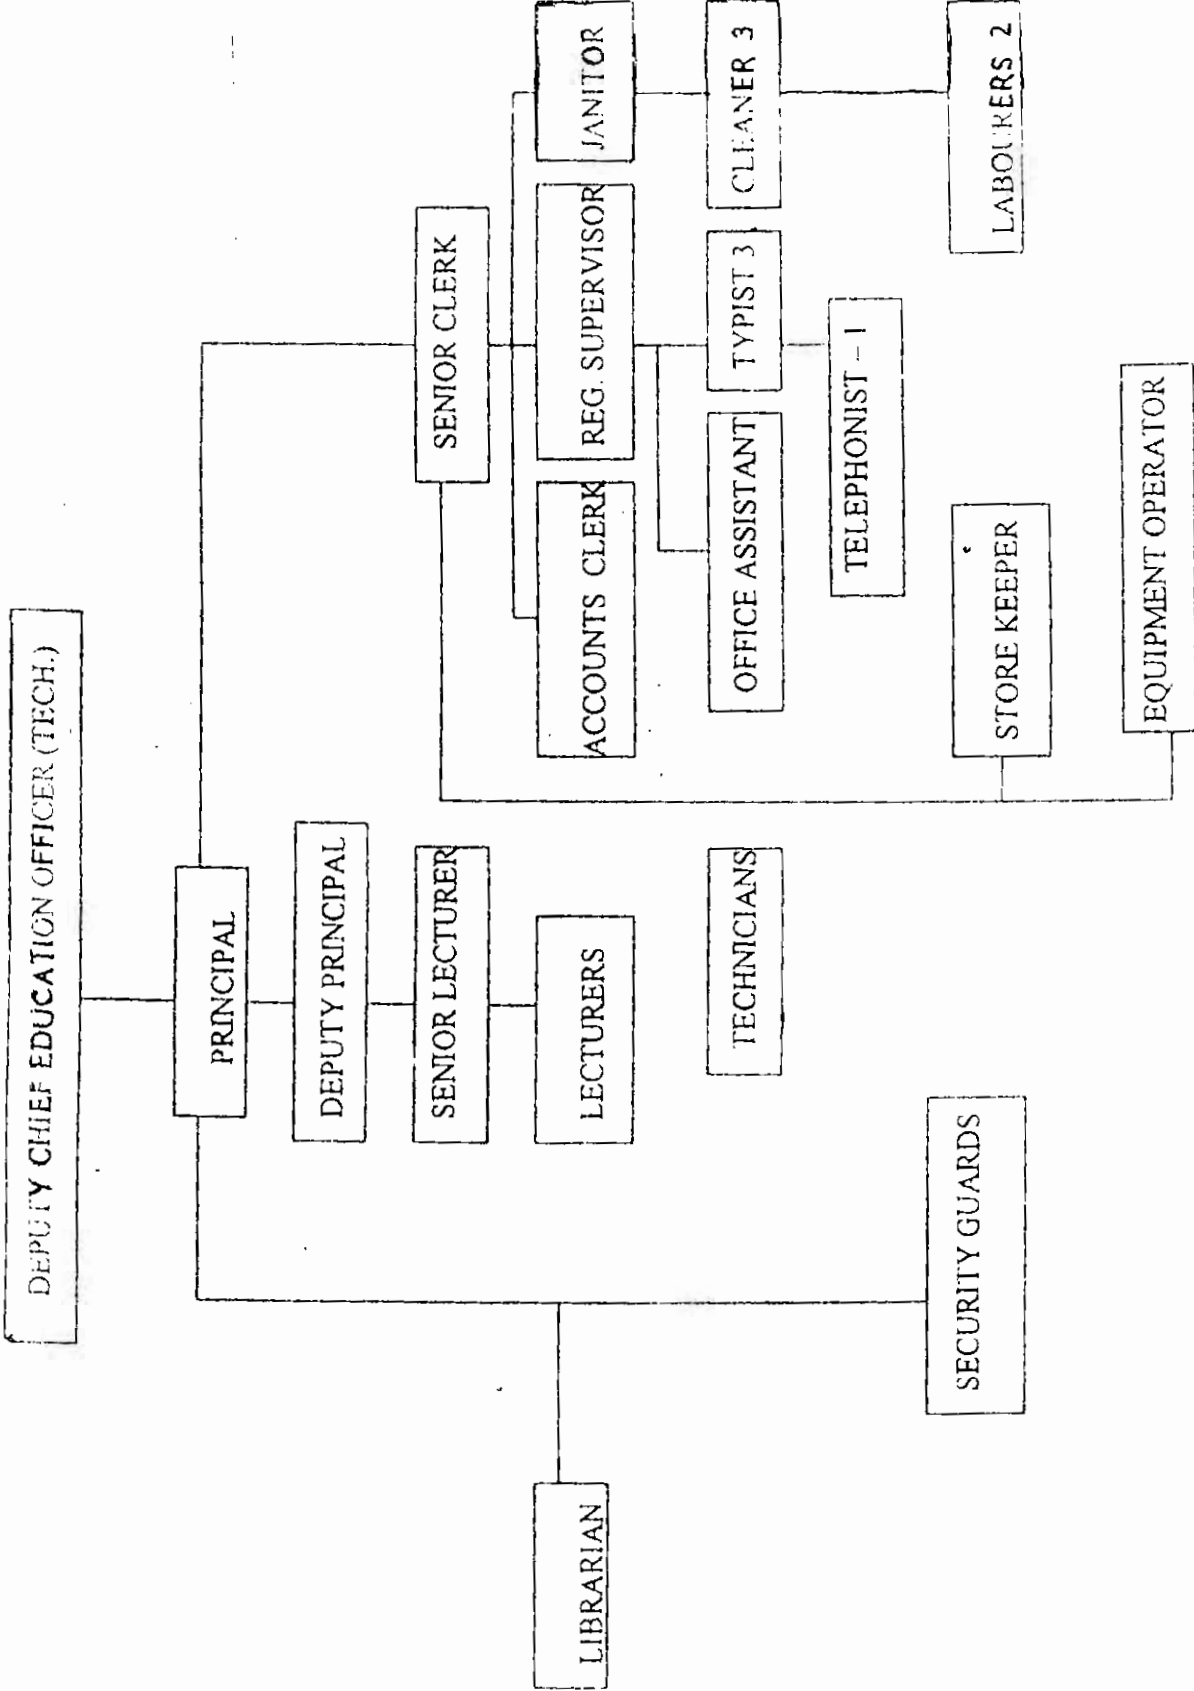 DEPUTY CHIEF EDUCATION OFFICER (TECH.)
PRINCIPAL
DEPUTY PRINCIPAL
SENIOR LECTURER
SENIOR CLERK
LIBRARIAN
LECTURERS
ACCOUNTS CLERK
REG. SUPERVISOR
JANITOR
TECHNICIANS
OFFICE ASSISTANT
TYPIST 3
CLEANER 3
TELEPHONIST – 1
SECURITY GUARDS
STORE KEEPER
LABOURERS 2
EQUIPMENT OPERATOR